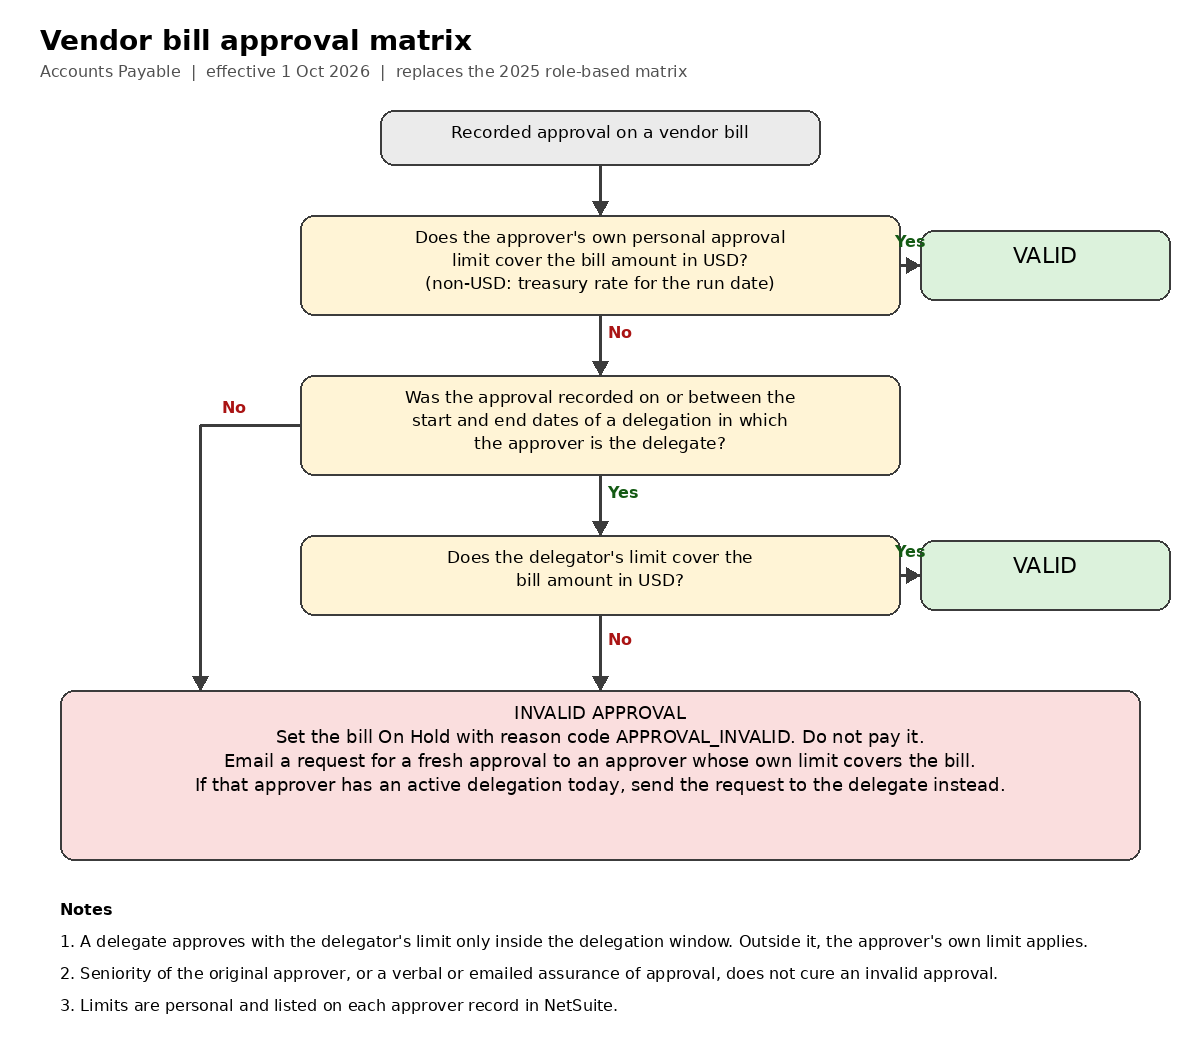 Vendor bill approval matrix
Accounts Payable | effective 1 Oct 2026 | replaces the 2025 role-based matrix
Recorded approval on a vendor bill
Does the approver's own personal approval
limit cover the bill amount in USD?
(non-USD: treasury rate for the run date)
Yes
VALID
No
Was the approval recorded on or between the
start and end dates of a delegation in which
the approver is the delegate?
No
Yes
Does the delegator's limit cover the
bill amount in USD?
Yes
VALID
No
INVALID APPROVAL
Set the bill On Hold with reason code APPROVAL_INVALID. Do not pay it.
Email a request for a fresh approval to an approver whose own limit covers the bill.
If that approver has an active delegation today, send the request to the delegate instead.
Notes
1. A delegate approves with the delegator's limit only inside the delegation window. Outside it, the approver's own limit applies.
2. Seniority of the original approver, or a verbal or emailed assurance of approval, does not cure an invalid approval.
3. Limits are personal and listed on each approver record in NetSuite.